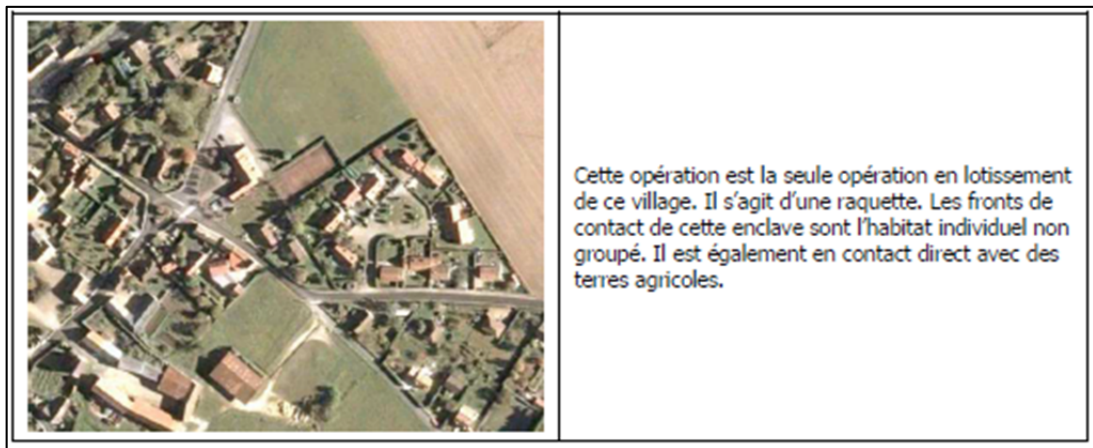 Cette opération est la seule opération en lotissement
de ce village. Il s’agit d’une raquette. Les fronts de
contact de cette enclave sont l’habitat individuel non
groupé. Il est également en contact direct avec des
terres agricoles.